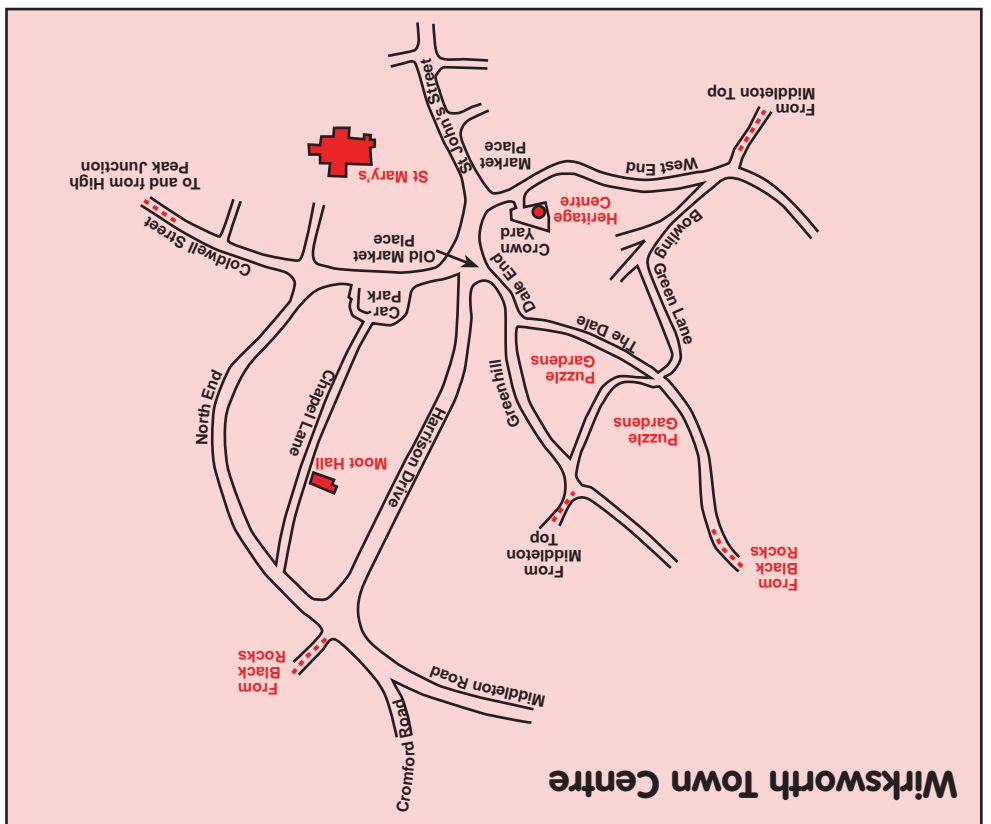 Wirksworth Town Centre
Cromford Road
Middleton Road
From
Black
Rocks
From
Black
Rocks
From
Middleton
Top
North End
Chapel Lane
Moot Hall
Harrison Drive
Greenhill
Puzzle
Gardens
Puzzle
Gardens
The Dale
Bowling Green Lane
Car
Park
Coldwell Street
Old Market
Place
Dale End
Crown
Yard
Heritage
Centre
To and from High
Peak Junction
St Mary's
St John's Street
Market
Place
West End
From
Middleton Top